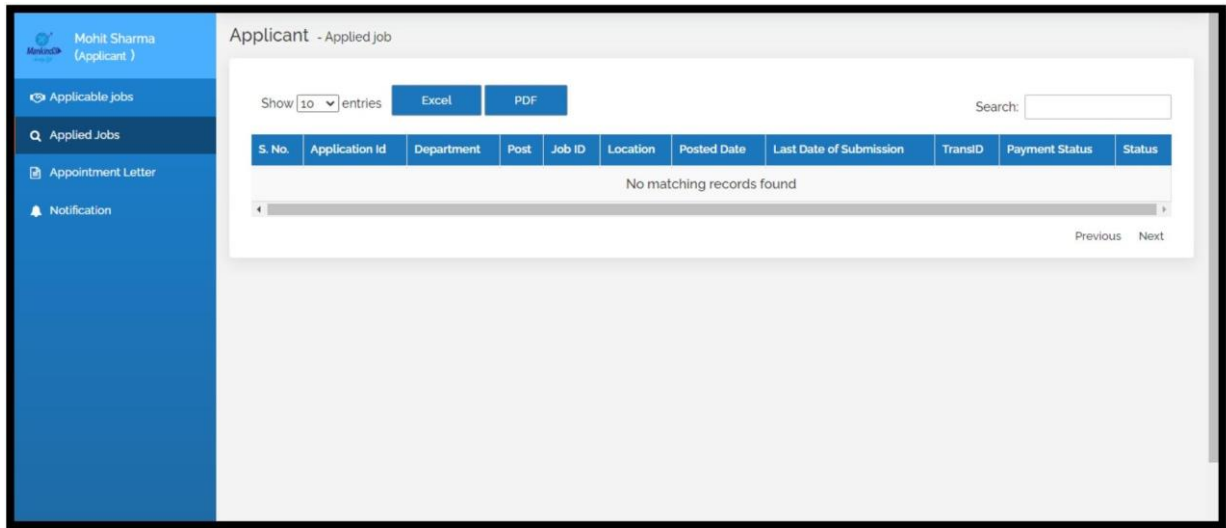 Mohit Sharma
(Applicant )
Applicable jobs
Applied Jobs
Appointment Letter
Notification
Applicant - Applied job
Show 10 entries Excel PDF Search:
S. No. Application Id Department Post Job ID Location Posted Date Last Date of Submission TransID Payment Status Status
No matching records found
Previous Next